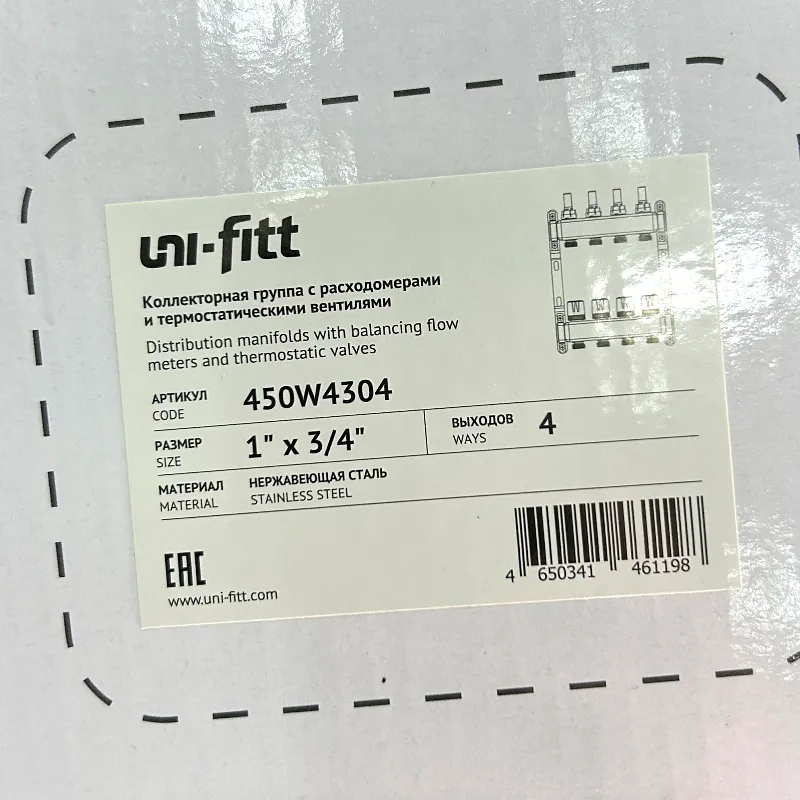 uni-fitt
Коллекторная группа с расходомерами
и термостатическими вентилями
Distribution manifolds with balancing flow
meters and thermostatic valves
АРТИКУЛ
CODE
450W4304
РАЗМЕР
SIZE
1" x 3/4"
ВЫХОДОВ
WAYS
4
МАТЕРИАЛ
MATERIAL
НЕРЖАВЕЮЩАЯ СТАЛЬ
STAINLESS STEEL
EAC
www.uni-fitt.com
4 650341 461198